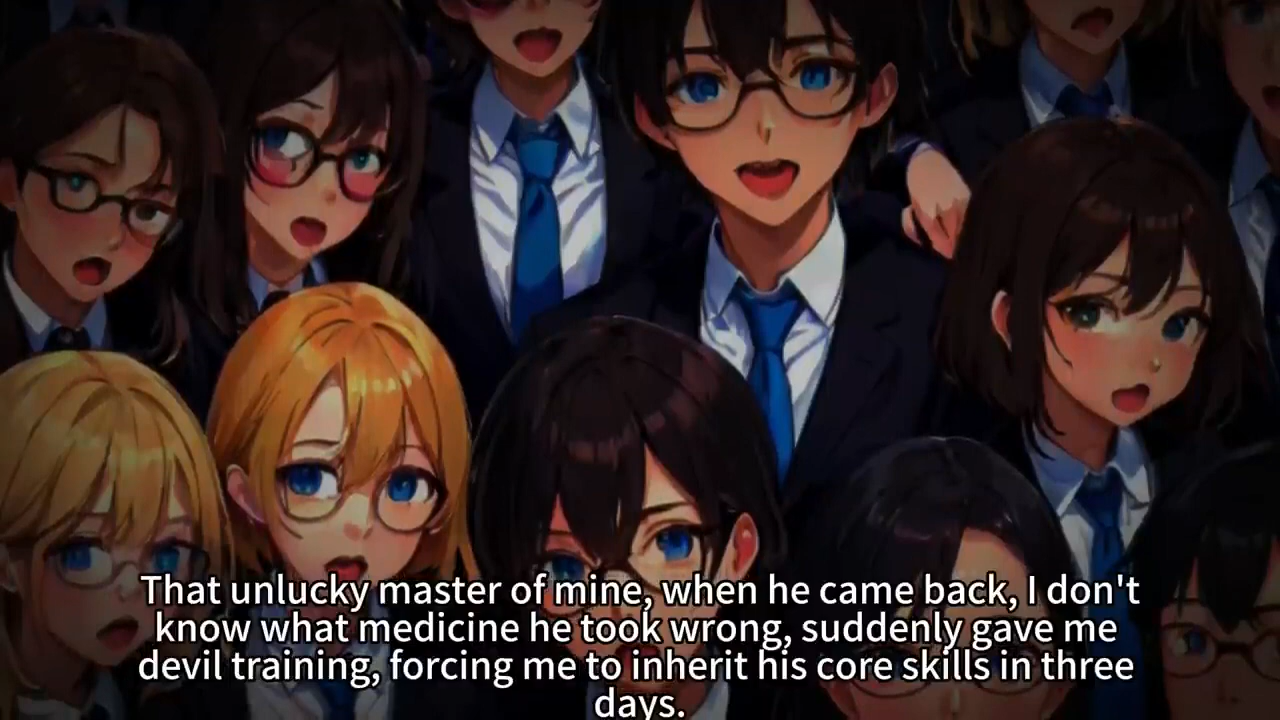 That unlucky master of mine, when he came back, I don't
know what medicine he took wrong, suddenly gave me
devil training, forcing me to inherit his core skills in three
days.